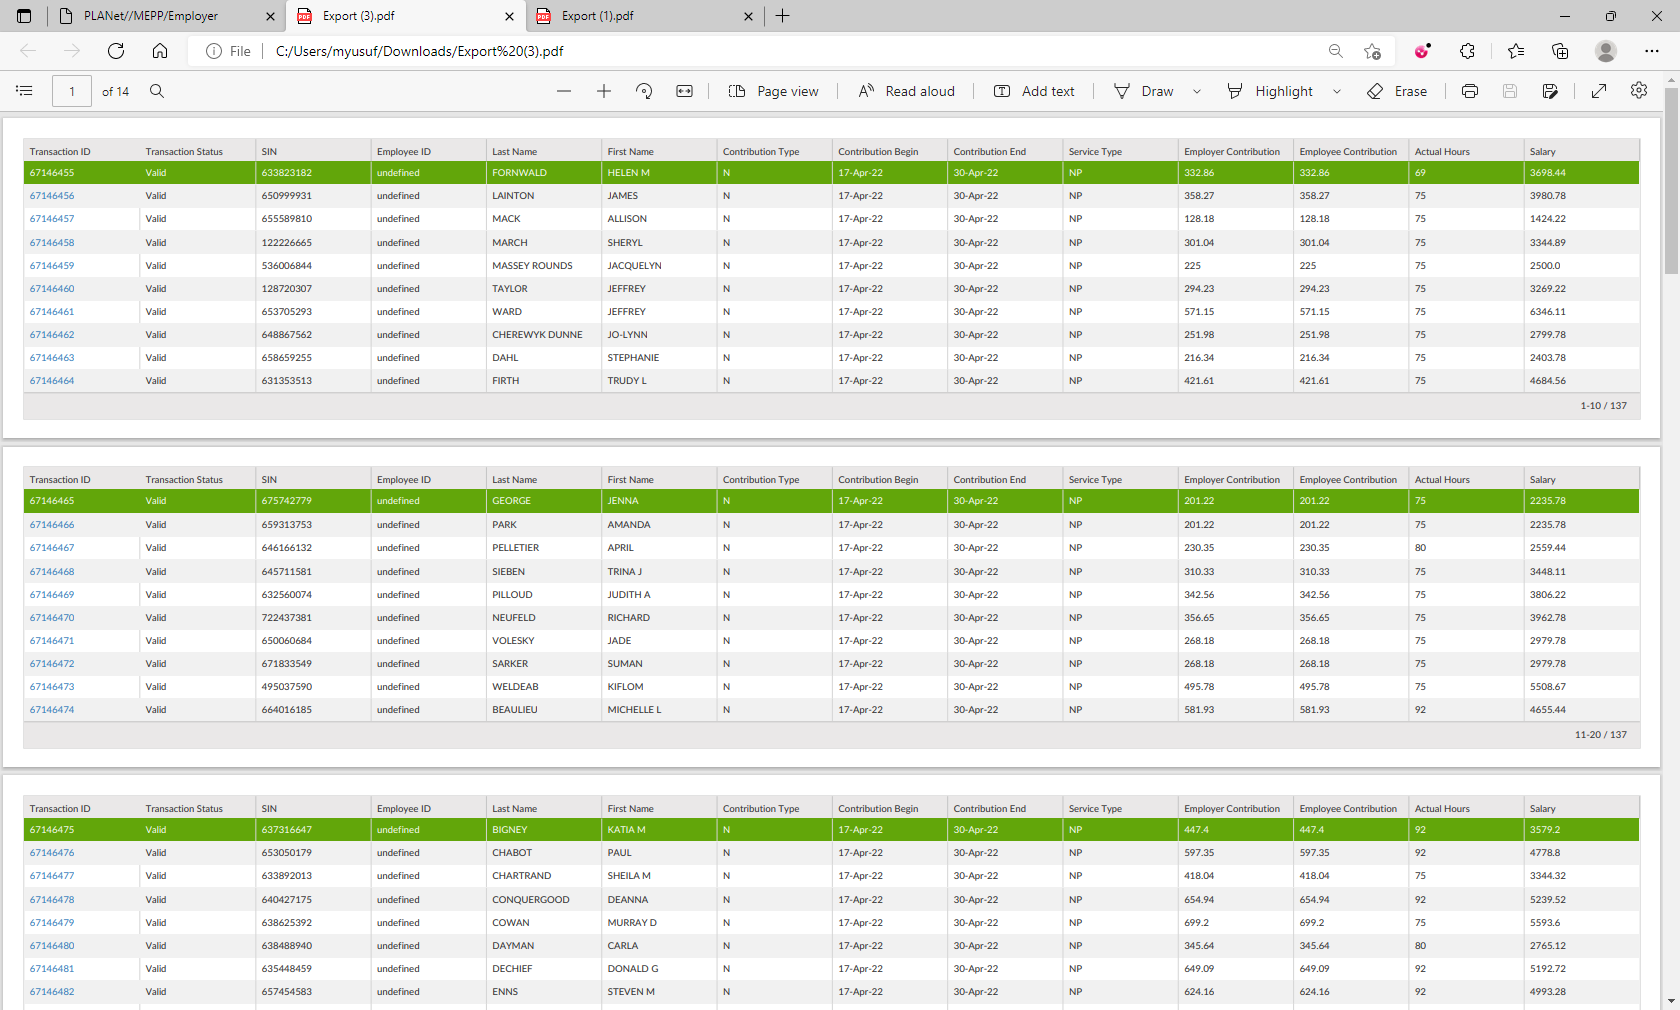 PLANet//MEPP/Employer Export (3).pdf Export (1).pdf
File C:/Users/myusuf/Downloads/Export%20(3).pdf
1 of 14 Page view Read aloud Add text Draw Highlight Erase
Transaction ID Transaction Status SIN Employee ID Last Name First Name Contribution Type Contribution Begin Contribution End Service Type Employer Contribution Employee Contribution Actual Hours Salary
67146455 Valid 633823182 undefined FORNWALD HELEN M N 17-Apr-22 30-Apr-22 NP 332.86 332.86 69 3698.44
67146456 Valid 650999931 undefined LAINTON JAMES N 17-Apr-22 30-Apr-22 NP 358.27 358.27 75 3980.78
67146457 Valid 655589810 undefined MACK ALLISON N 17-Apr-22 30-Apr-22 NP 128.18 128.18 75 1424.22
67146458 Valid 122226665 undefined MARCH SHERYL N 17-Apr-22 30-Apr-22 NP 301.04 301.04 75 3344.89
67146459 Valid 536006844 undefined MASSEY ROUNDS JACQUELYN N 17-Apr-22 30-Apr-22 NP 225 225 75 2500.0
67146460 Valid 128720307 undefined TAYLOR JEFFREY N 17-Apr-22 30-Apr-22 NP 294.23 294.23 75 3269.22
67146461 Valid 653705293 undefined WARD JEFFREY N 17-Apr-22 30-Apr-22 NP 571.15 571.15 75 6346.11
67146462 Valid 648867562 undefined CHEREWYK DUNNE JO-LYNN N 17-Apr-22 30-Apr-22 NP 251.98 251.98 75 2799.78
67146463 Valid 658659255 undefined DAHL STEPHANIE N 17-Apr-22 30-Apr-22 NP 216.34 216.34 75 2403.78
67146464 Valid 631353513 undefined FIRTH TRUDY L N 17-Apr-22 30-Apr-22 NP 421.61 421.61 75 4684.56
1-10 / 137
Transaction ID Transaction Status SIN Employee ID Last Name First Name Contribution Type Contribution Begin Contribution End Service Type Employer Contribution Employee Contribution Actual Hours Salary
67146465 Valid 675742779 undefined GEORGE JENNA N 17-Apr-22 30-Apr-22 NP 201.22 201.22 75 2235.78
67146466 Valid 659313753 undefined PARK AMANDA N 17-Apr-22 30-Apr-22 NP 201.22 201.22 75 2235.78
67146467 Valid 646166132 undefined PELLETIER APRIL N 17-Apr-22 30-Apr-22 NP 230.35 230.35 80 2559.44
67146468 Valid 645711581 undefined SIEBEN TRINA J N 17-Apr-22 30-Apr-22 NP 310.33 310.33 75 3448.11
67146469 Valid 632560074 undefined PILLOUD JUDITH A N 17-Apr-22 30-Apr-22 NP 342.56 342.56 75 3806.22
67146470 Valid 722437381 undefined NEUFELD RICHARD N 17-Apr-22 30-Apr-22 NP 356.65 356.65 75 3962.78
67146471 Valid 650060684 undefined VOLESKY JADE N 17-Apr-22 30-Apr-22 NP 268.18 268.18 75 2979.78
67146472 Valid 671833549 undefined SARKER SUMAN N 17-Apr-22 30-Apr-22 NP 268.18 268.18 75 2979.78
67146473 Valid 495037590 undefined WELDEAB KIFLOM N 17-Apr-22 30-Apr-22 NP 495.78 495.78 75 5508.67
67146474 Valid 664016185 undefined BEAULIEU MICHELLE L N 17-Apr-22 30-Apr-22 NP 581.93 581.93 92 4655.44
11-20 / 137
Transaction ID Transaction Status SIN Employee ID Last Name First Name Contribution Type Contribution Begin Contribution End Service Type Employer Contribution Employee Contribution Actual Hours Salary
67146475 Valid 637316647 undefined BIGNEY KATIA M N 17-Apr-22 30-Apr-22 NP 447.4 447.4 92 3579.2
67146476 Valid 653050179 undefined CHABOT PAUL N 17-Apr-22 30-Apr-22 NP 597.35 597.35 92 4778.8
67146477 Valid 633892013 undefined CHARTRAND SHEILA M N 17-Apr-22 30-Apr-22 NP 418.04 418.04 75 3344.32
67146478 Valid 640427175 undefined CONQUERGOOD DEANNA N 17-Apr-22 30-Apr-22 NP 654.94 654.94 92 5239.52
67146479 Valid 638625392 undefined COWAN MURRAY D N 17-Apr-22 30-Apr-22 NP 699.2 699.2 75 5593.6
67146480 Valid 638488940 undefined DAYMAN CARLA N 17-Apr-22 30-Apr-22 NP 345.64 345.64 80 2765.12
67146481 Valid 635448459 undefined DECHIEF DONALD G N 17-Apr-22 30-Apr-22 NP 649.09 649.09 92 5192.72
67146482 Valid 657454583 undefined ENNS STEVEN M N 17-Apr-22 30-Apr-22 NP 624.16 624.16 92 4993.28